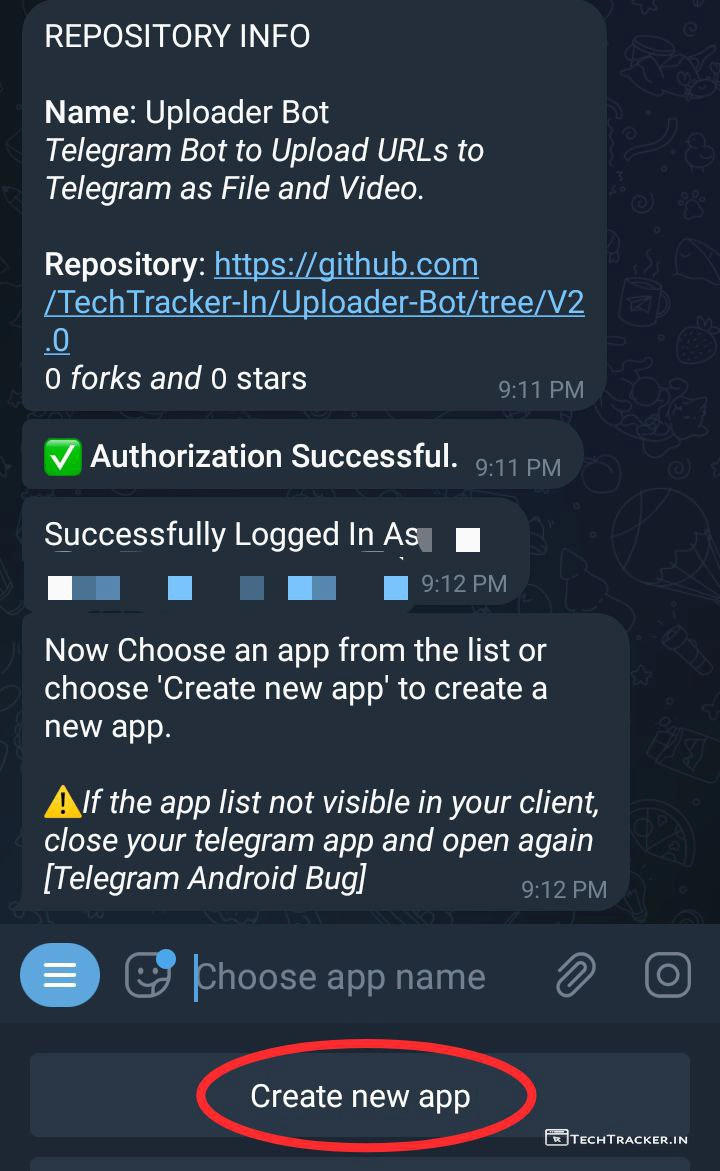 REPOSITORY INFO
Name: Uploader Bot
Telegram Bot to Upload URLs to
Telegram as File and Video.
Repository: https://github.com
/TechTracker-In/Uploader-Bot/tree/V2
.0
0 forks and 0 stars
9:11 PM
✅ Authorization Successful. 9:11 PM
Successfully Logged In As
9:12 PM
Now Choose an app from the list or
choose 'Create new app' to create a
new app.
⚠️If the app list not visible in your client,
close your telegram app and open again
[Telegram Android Bug]
9:12 PM
Choose app name
Create new app
TECHTRACKER.IN